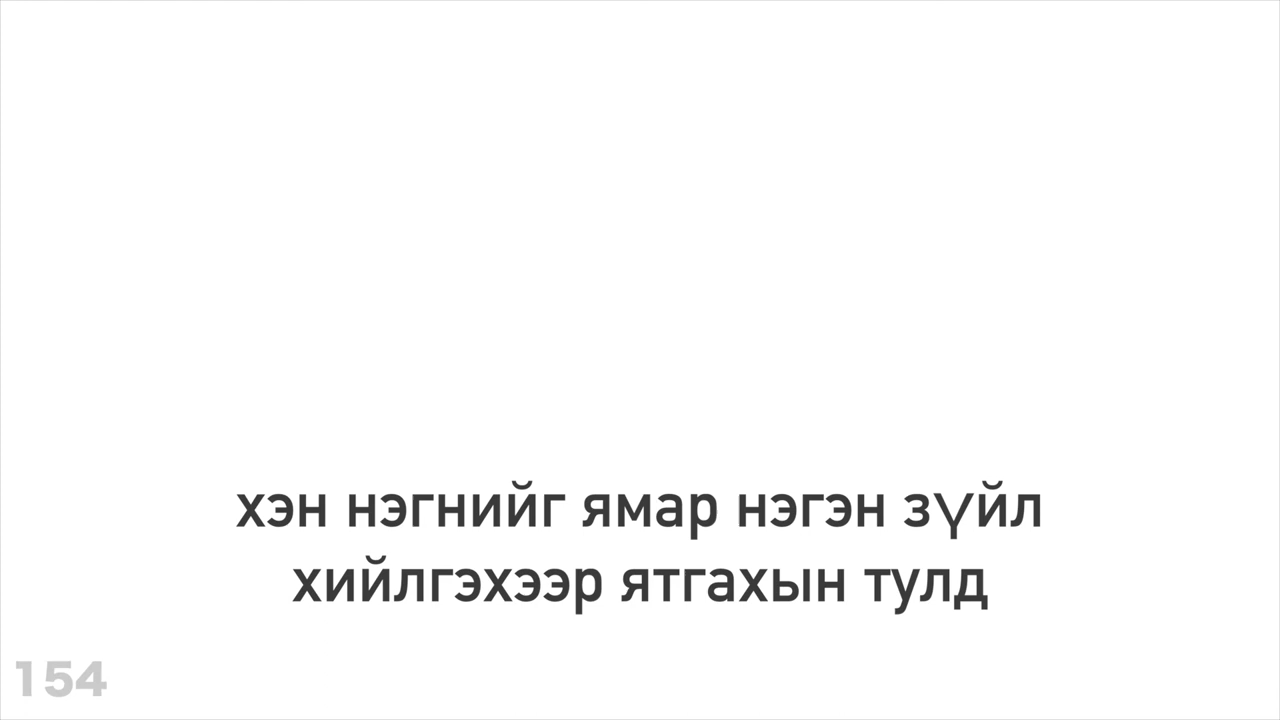 хэн нэгнийг ямар нэгэн зүйл
хийлгэхээр ятгахын тулд
154